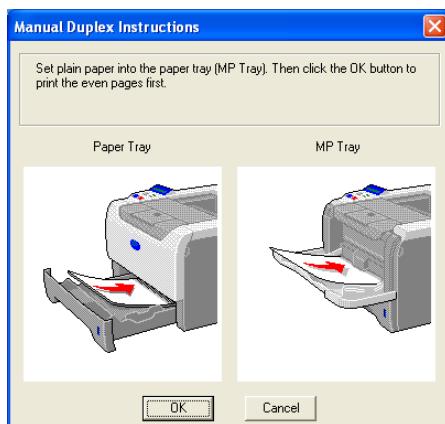 Manual Duplex Instructions
Set plain paper into the paper tray (MP Tray). Then click the OK button to
print the even pages first.
Paper Tray
MP Tray
OK
Cancel